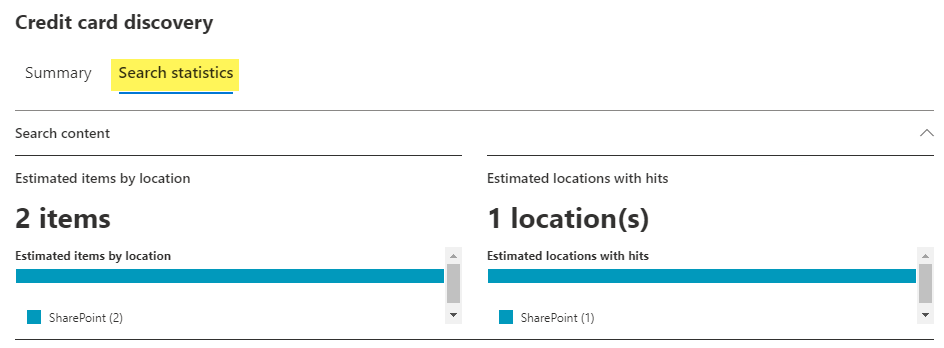 Credit card discovery
Summary
Search statistics
Search content
Estimated items by location
2 items
Estimated items by location
SharePoint (2)
Estimated locations with hits
1 location(s)
Estimated locations with hits
SharePoint (1)